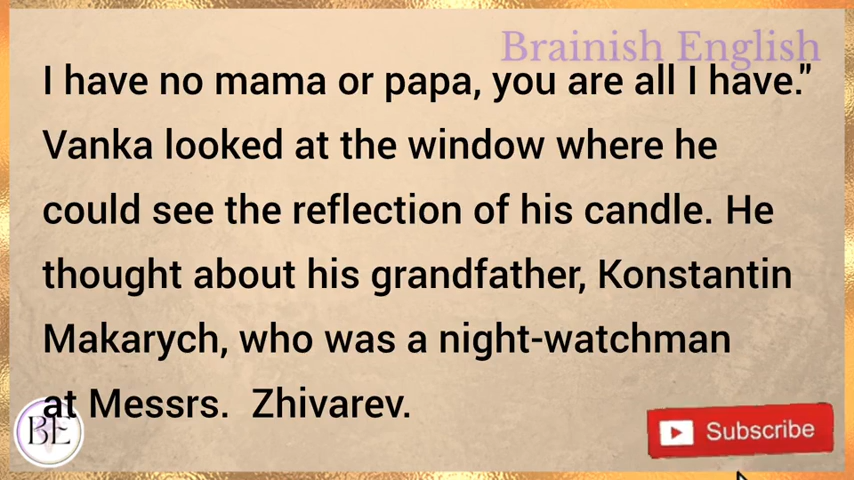 Brainish English
I have no mama or papa, you are all I have."
Vanka looked at the window where he
could see the reflection of his candle. He
thought about his grandfather, Konstantin
Makarych, who was a night-watchman
at Messrs.  Zhivarev.
BE
Subscribe